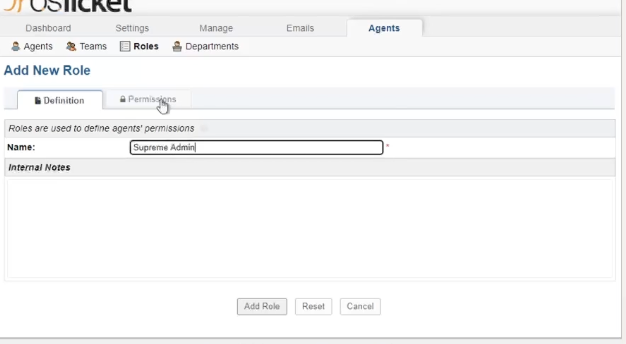 osTicket
Dashboard Settings Manage Emails Agents
Agents Teams Roles Departments
Add New Role
Definition Permissions
Roles are used to define agents' permissions
Name: Supreme Admin *
Internal Notes
Add Role Reset Cancel